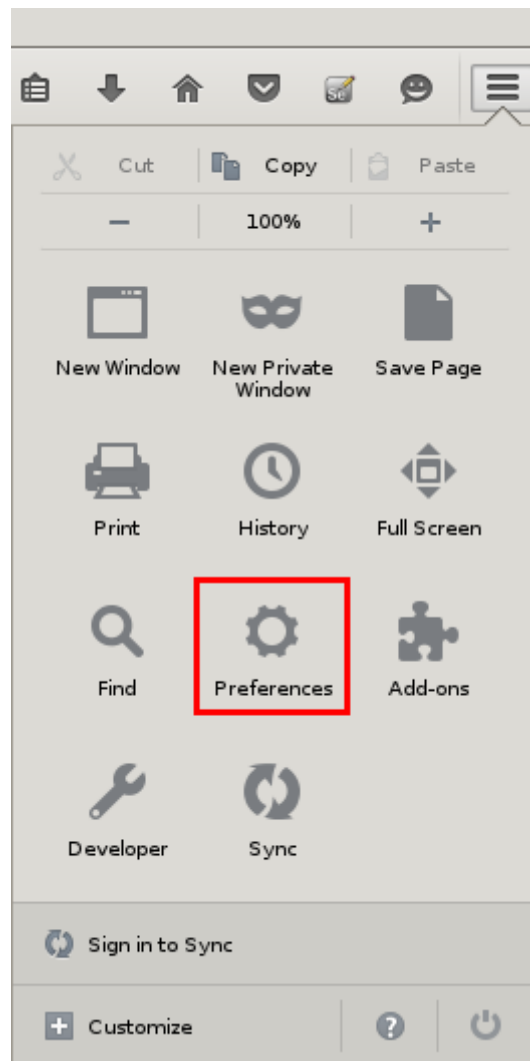 Cut
Copy
Paste
100%
New Window
New Private
Window
Save Page
Print
History
Full Screen
Find
Preferences
Add-ons
Developer
Sync
Sign in to Sync
Customize